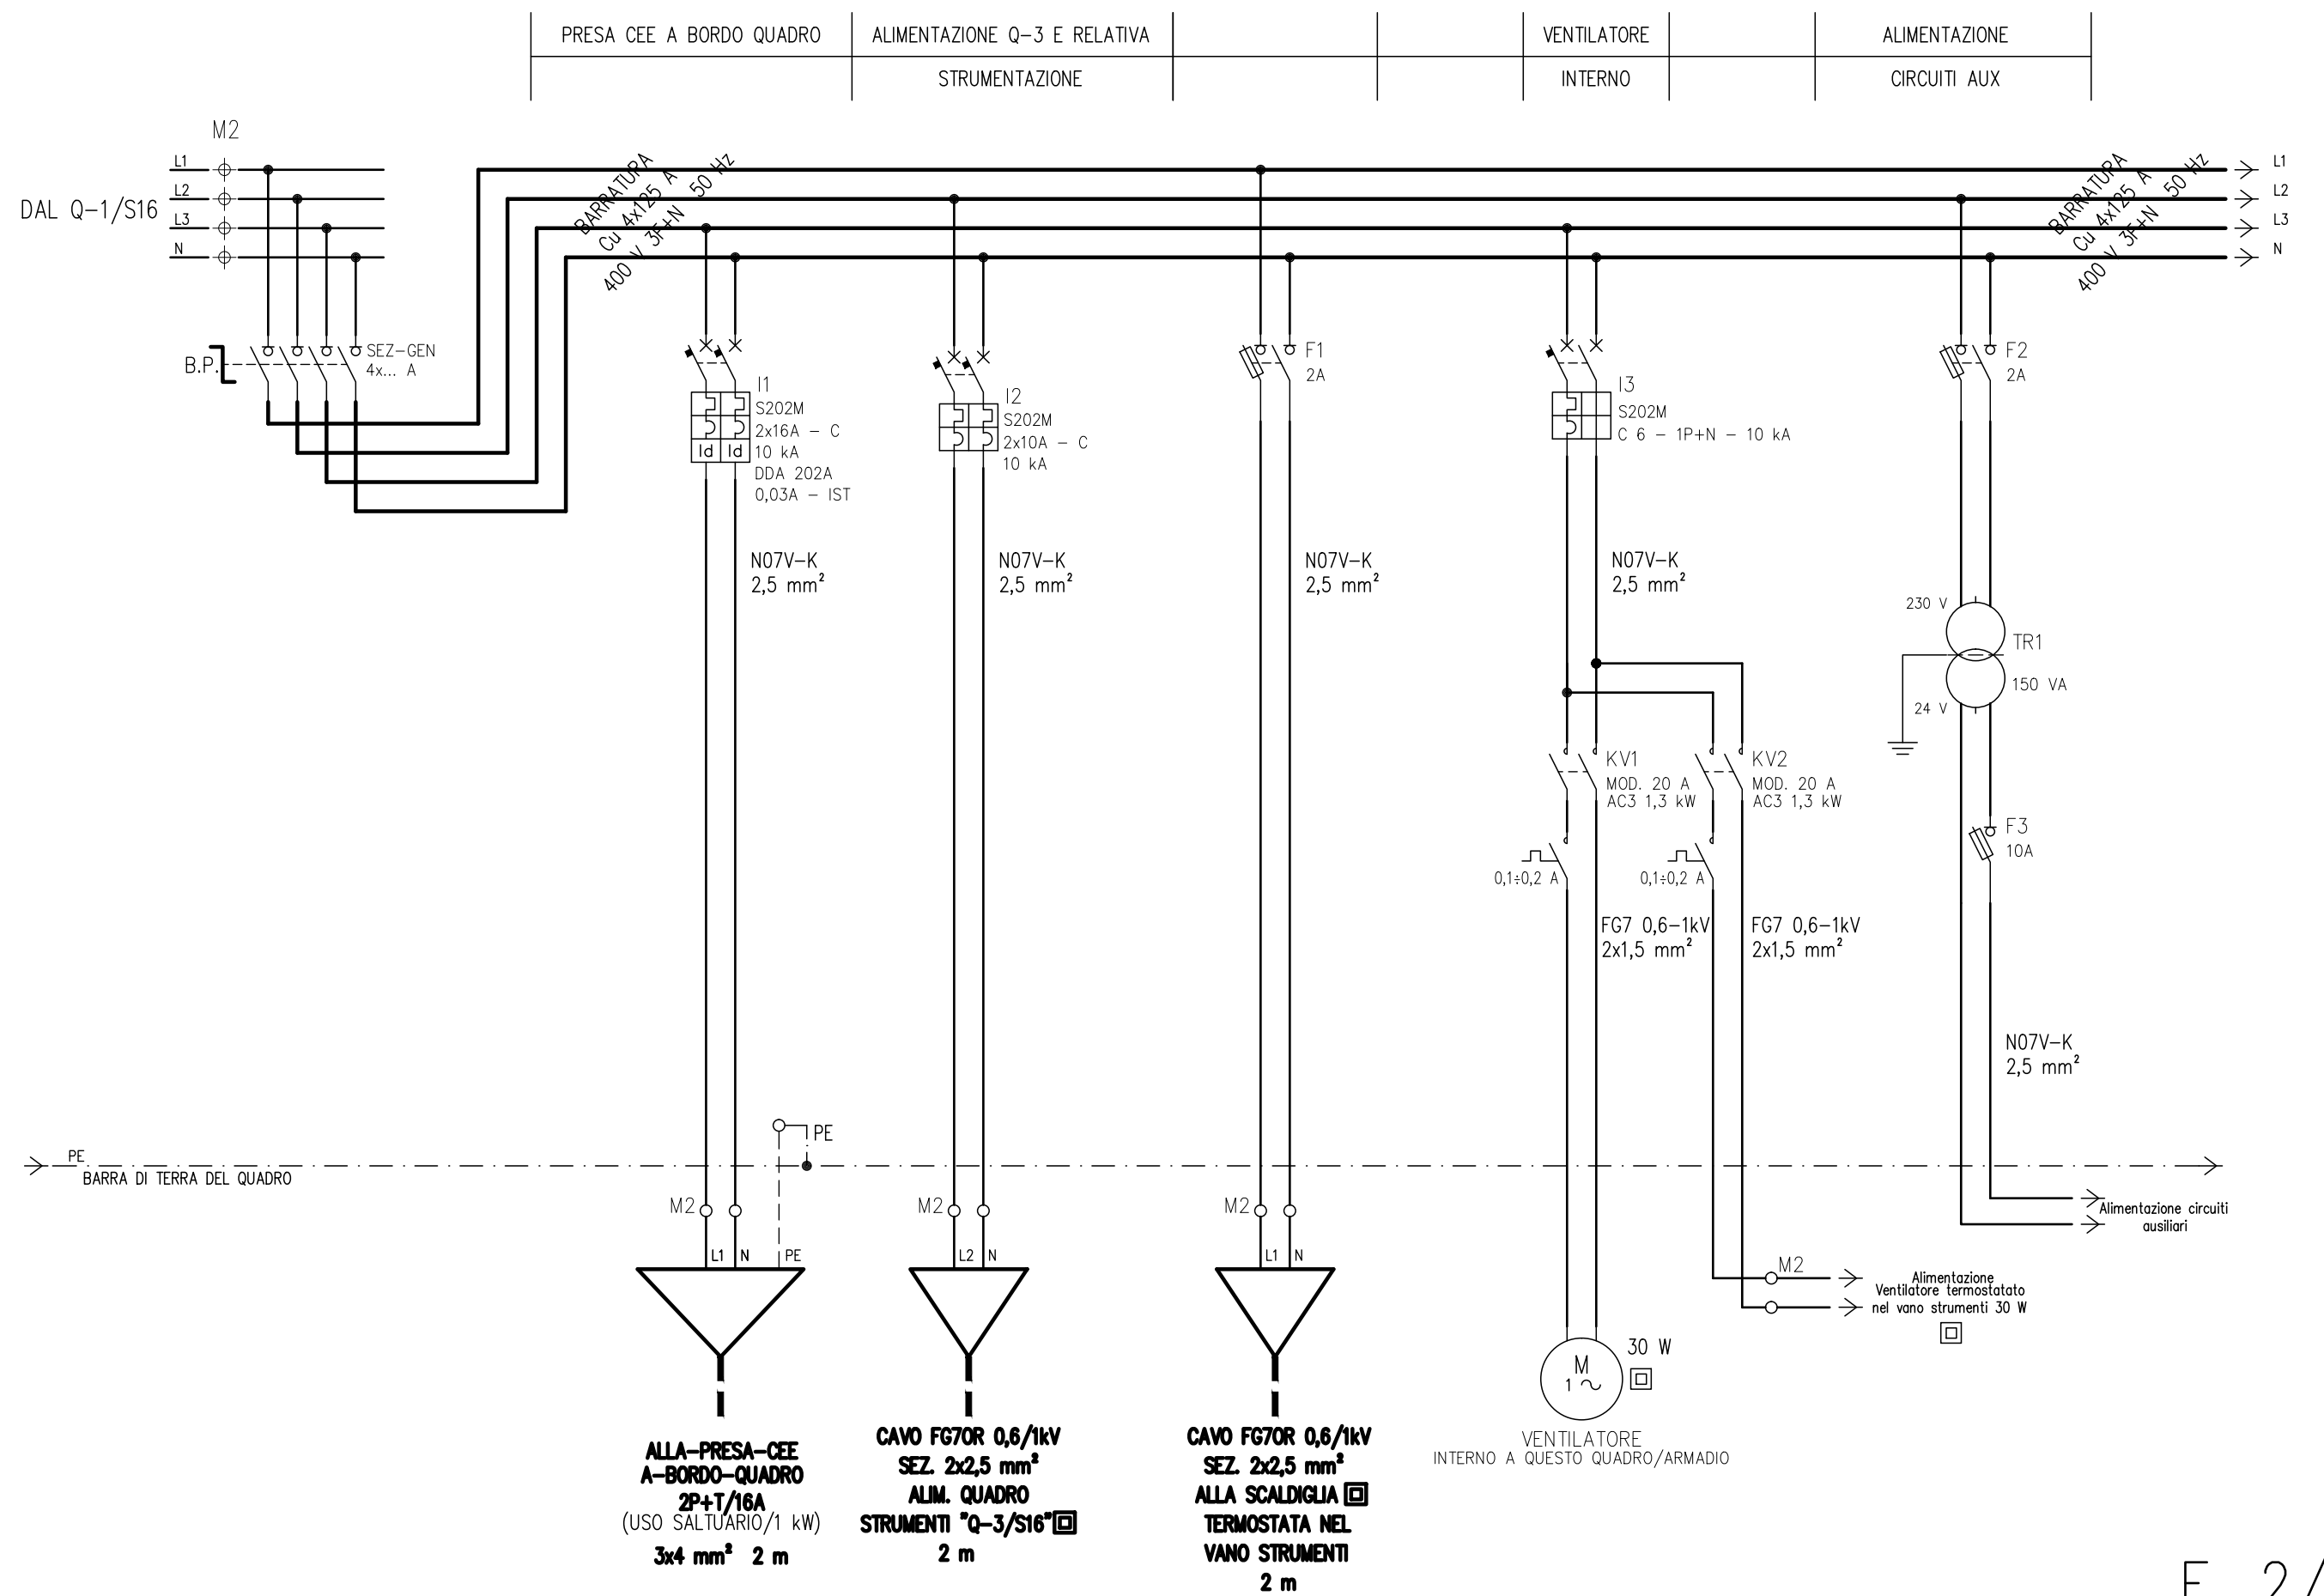 PRESA CEE A BORDO QUADRO
ALIMENTAZIONE Q-3 E RELATIVA
STRUMENTAZIONE
VENTILATORE
INTERNO
ALIMENTAZIONE
CIRCUITI AUX
M2
DAL Q-1/S16
L1
L2
L3
N
BARRATURA
Cu 4x125 A
400 V 3F+N 50 Hz
BARRATURA
Cu 4x125 A
400 V 3F+N 50 Hz
L1
L2
L3
N
B.P.
SEZ-GEN
4x... A
I1
S202M
2x16A - C
10 kA
DDA 202A
0,03A - IST
Id Id
I2
S202M
2x10A - C
10 kA
F1
2A
I3
S202M
C 6 - 1P+N - 10 kA
F2
2A
N07V-K
2,5 mm²
N07V-K
2,5 mm²
N07V-K
2,5 mm²
N07V-K
2,5 mm²
230 V
TR1
150 VA
24 V
KV1
MOD. 20 A
AC3 1,3 kW
KV2
MOD. 20 A
AC3 1,3 kW
F3
10A
0,1÷0,2 A
0,1÷0,2 A
FG7 0,6-1kV
2x1,5 mm²
FG7 0,6-1kV
2x1,5 mm²
N07V-K
2,5 mm²
PE
PE
BARRA DI TERRA DEL QUADRO
M2
M2
M2
L1 N PE
L2 N
L1 N
Alimentazione circuiti
ausiliari
M2
Alimentazione
Ventilatore termostatato
nel vano strumenti 30 W
M
1~
30 W
VENTILATORE
INTERNO A QUESTO QUADRO/ARMADIO
ALLA-PRESA-CEE
A-BORDO-QUADRO
2P+T/16A
(USO SALTUARIO/1 kW)
3x4 mm² 2 m
CAVO FG7OR 0,6/1kV
SEZ. 2x2,5 mm²
ALIM. QUADRO
STRUMENTI "Q-3/S16"
2 m
CAVO FG7OR 0,6/1kV
SEZ. 2x2,5 mm²
ALLA SCALDIGLIA
TERMOSTATA NEL
VANO STRUMENTI
2 m